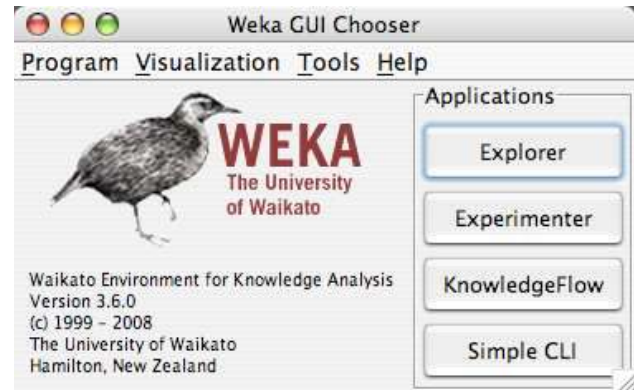 Weka GUI Chooser
Program Visualization Tools Help
WEKA
The University
of Waikato
Waikato Environment for Knowledge Analysis
Version 3.6.0
(c) 1999 - 2008
The University of Waikato
Hamilton, New Zealand
Applications
Explorer
Experimenter
KnowledgeFlow
Simple CLI